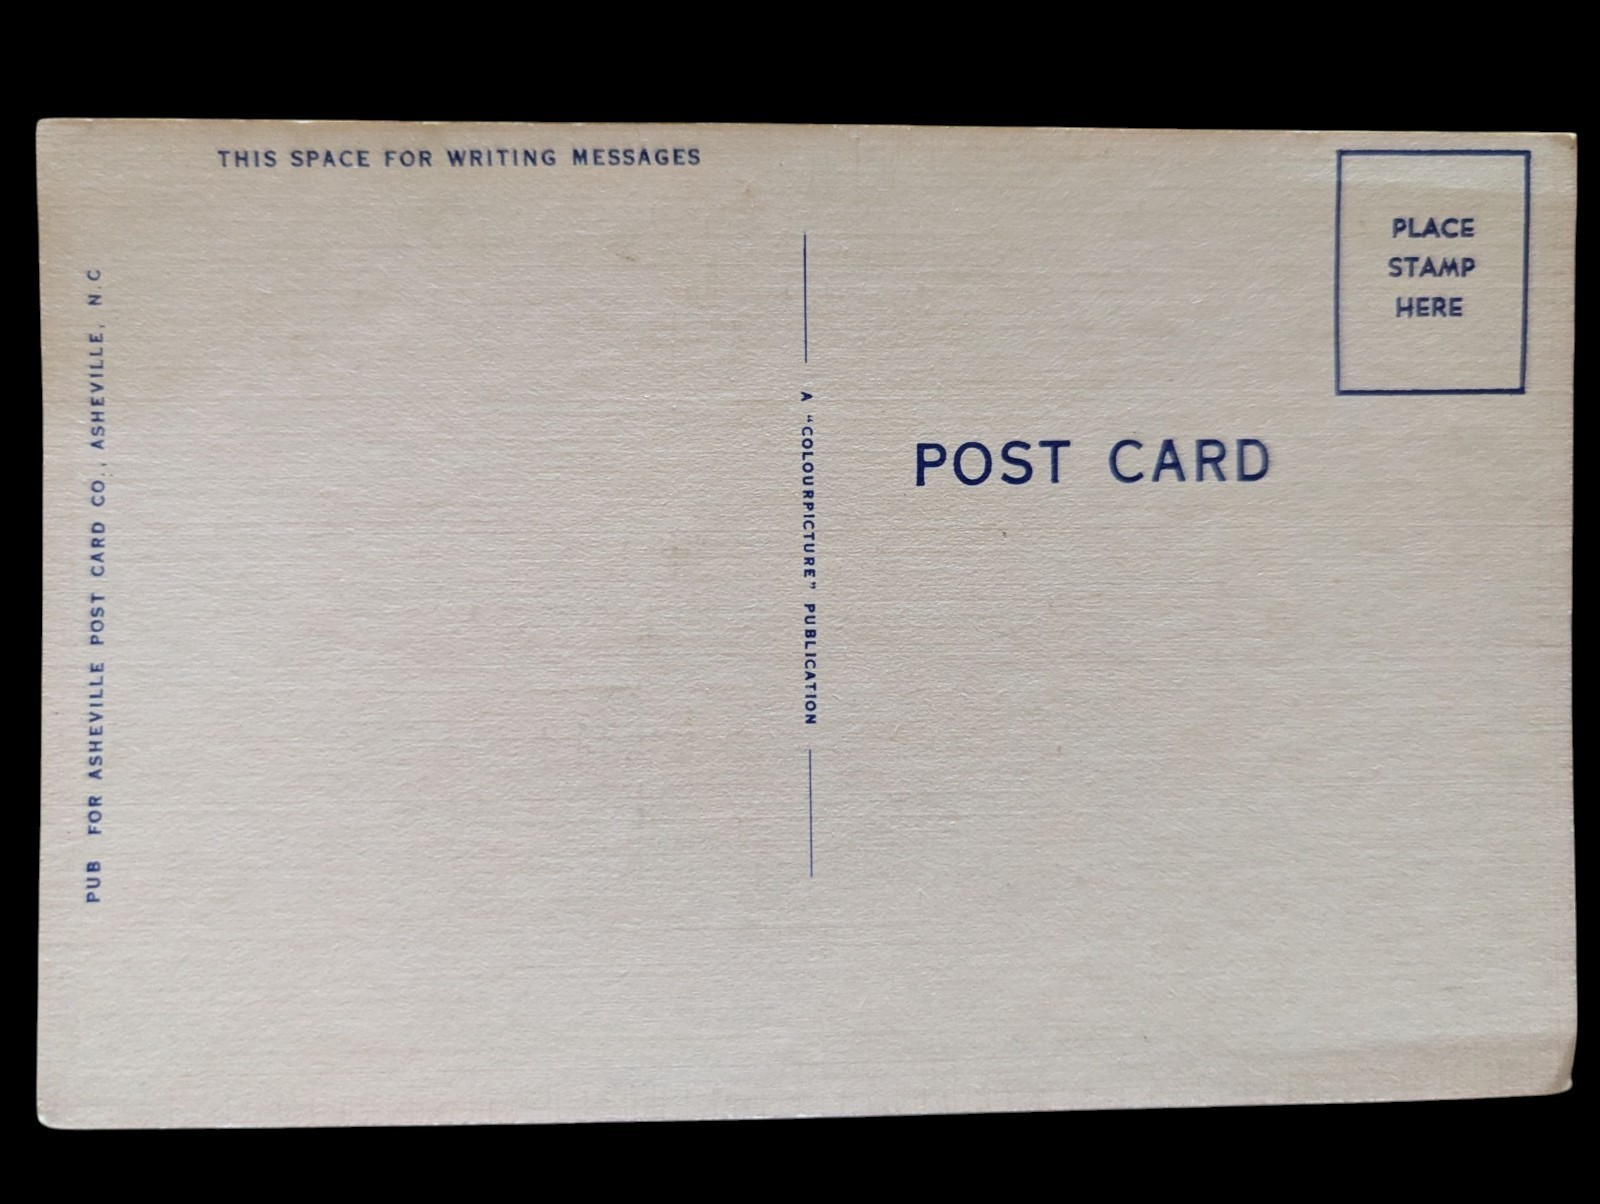 THIS SPACE FOR WRITING MESSAGES
PLACE
STAMP
HERE
POST CARD
A "COLOURPICTURE" PUBLICATION
PUB FOR ASHEVILLE POST CARD CO., ASHEVILLE, N.C